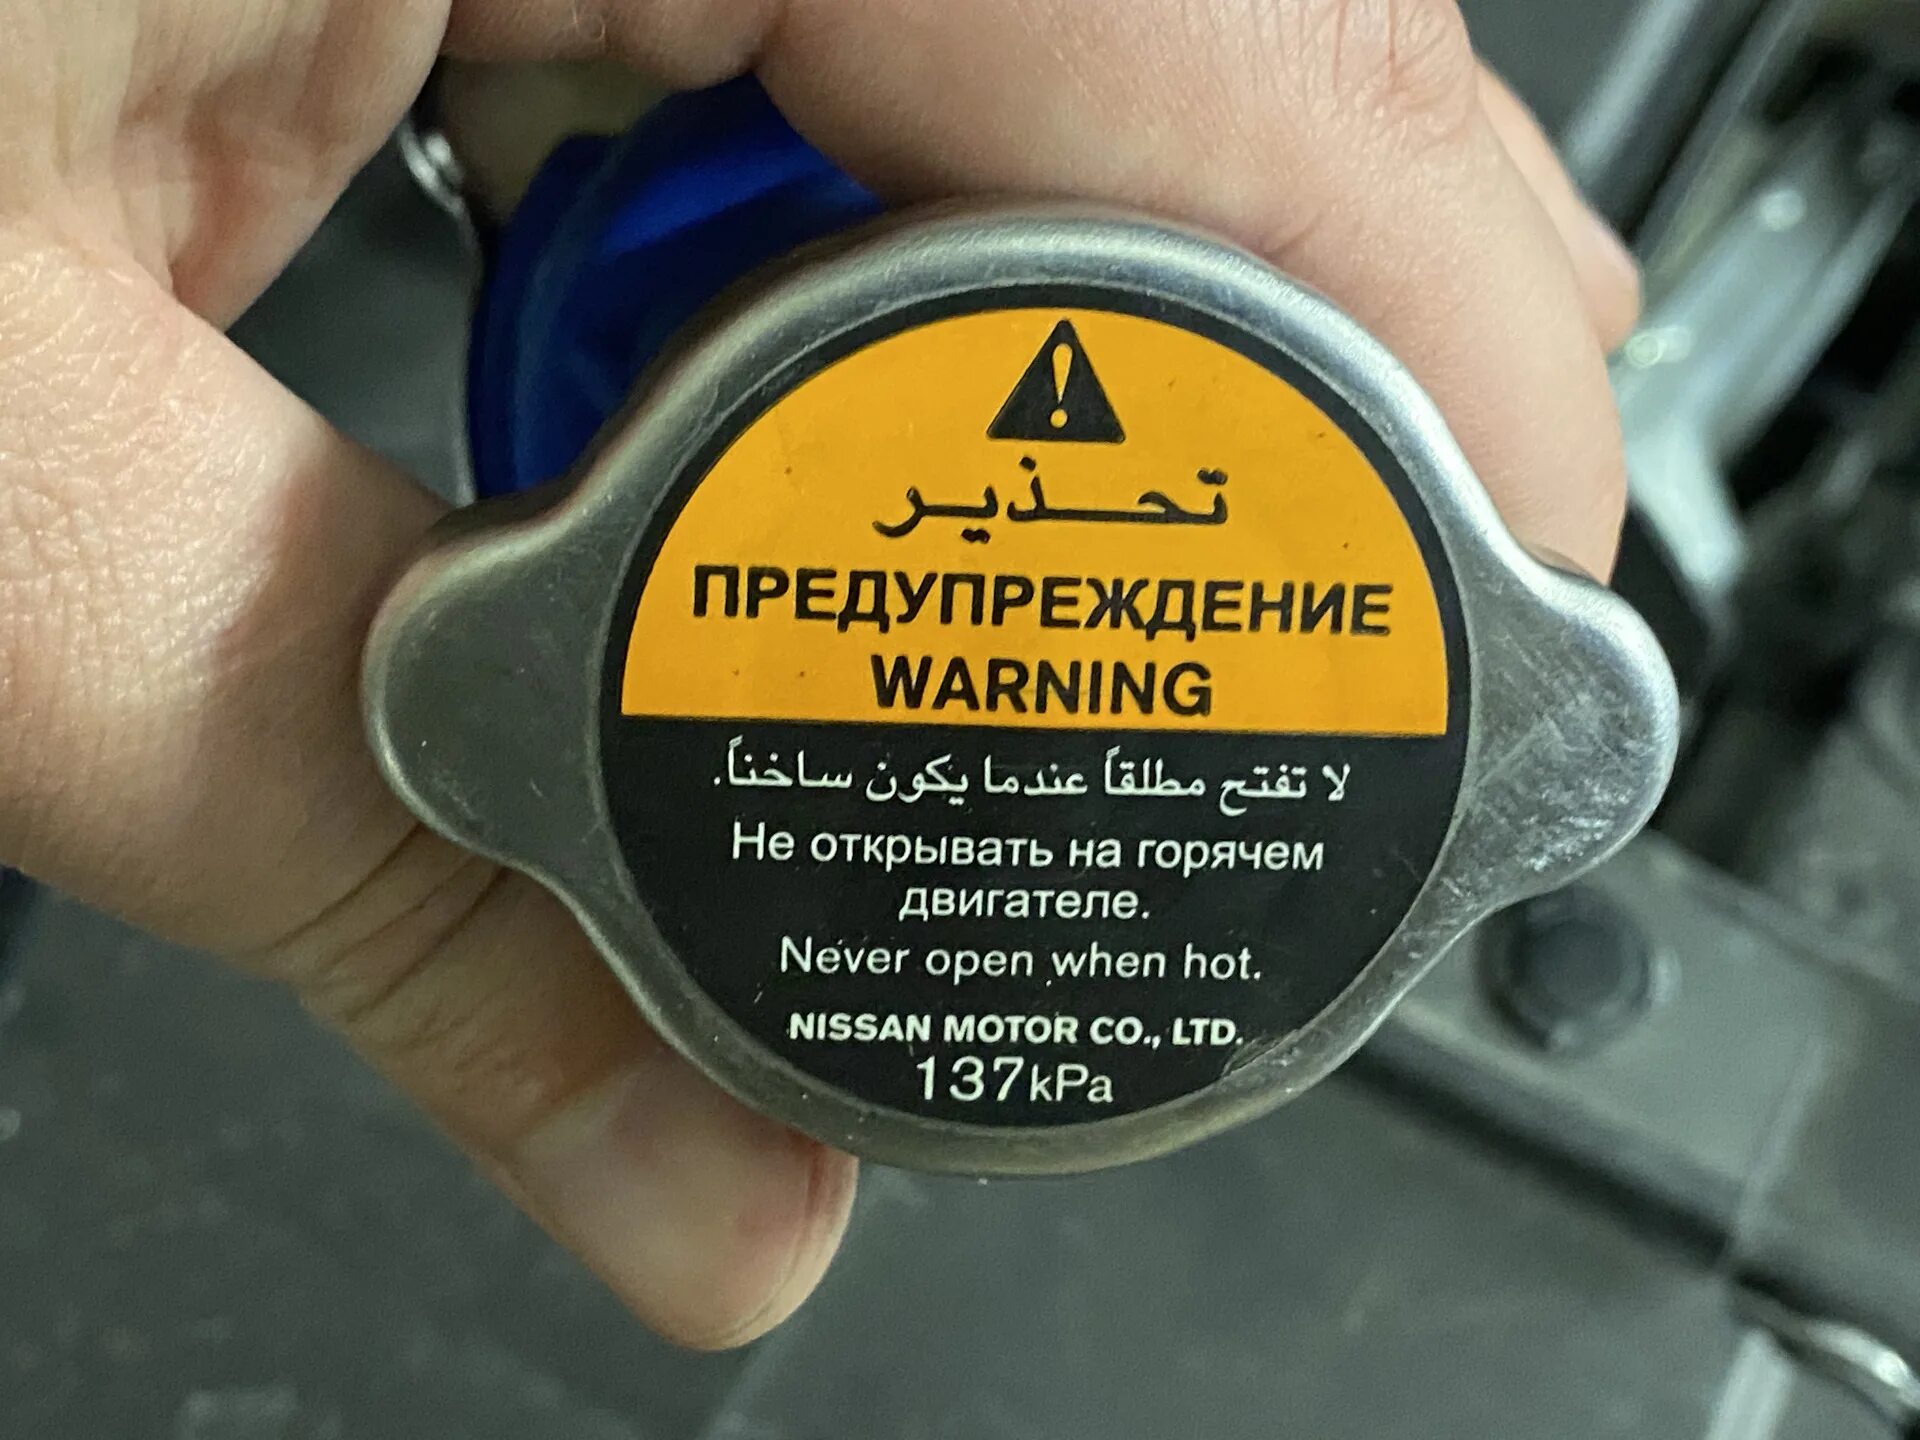 تحذير
ПРЕДУПРЕЖДЕНИЕ
WARNING
لا تفتح مطلقاً عندما يكون ساخناً.
Не открывать на горячем
двигателе.
Never open when hot.
NISSAN MOTOR CO., LTD.
137kPa